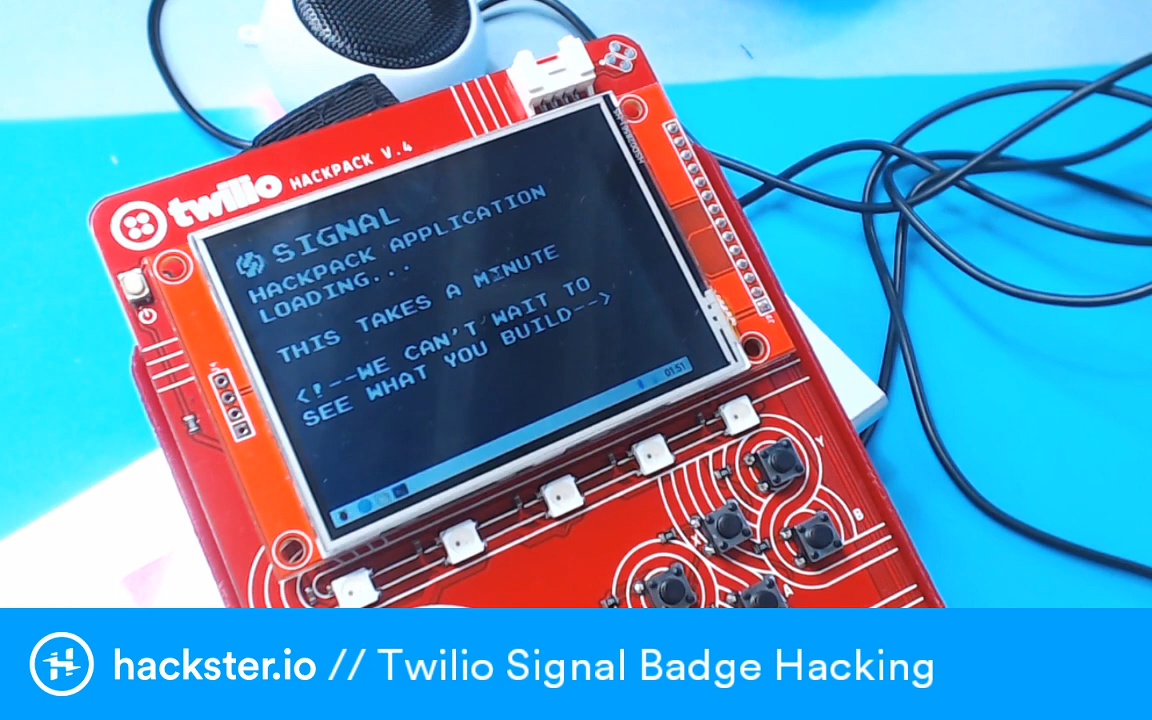 twilio HACKPACK V.4
SIGNAL
HACKPACK APPLICATION
LOADING...
THIS TAKES A MINUTE
<!--WE CAN'T WAIT TO
SEE WHAT YOU BUILD-->
01:51
Y
X
B
A
hackster.io // Twilio Signal Badge Hacking